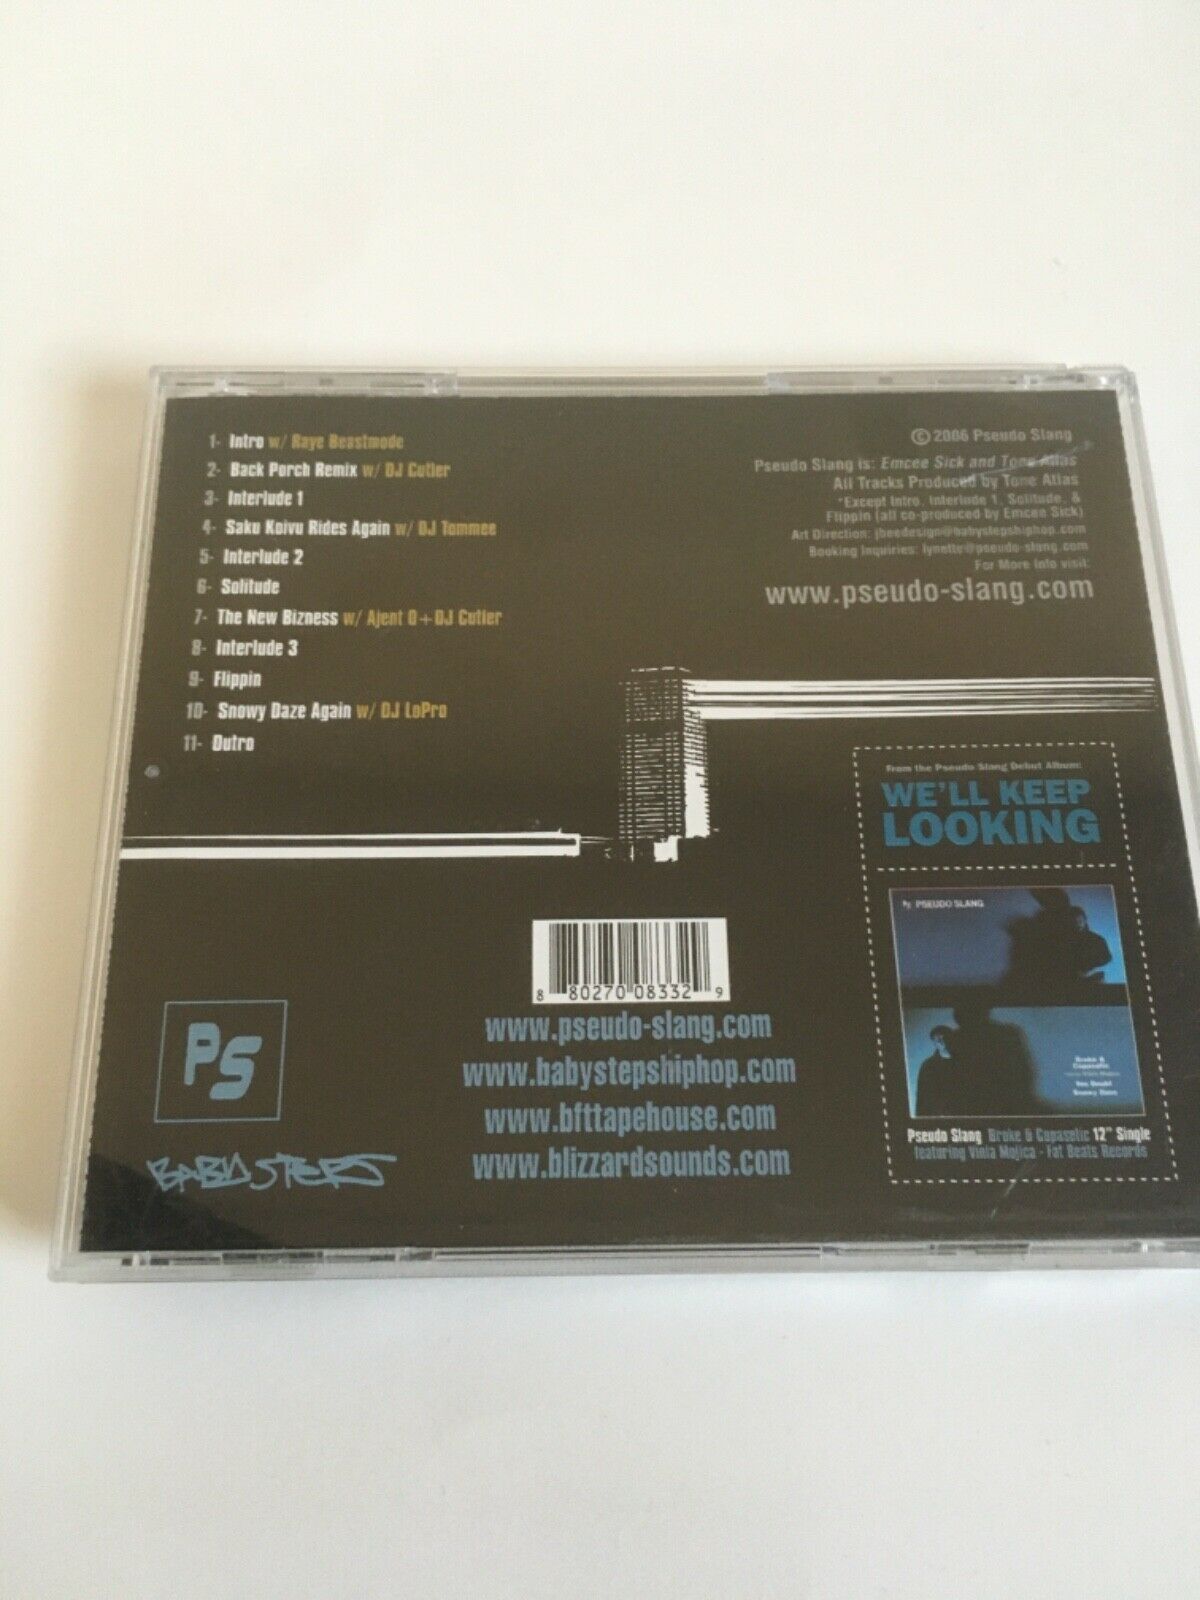 1- Intro w/ Raye Beastmode
2- Back Porch Remix w/ DJ Cutler
3- Interlude 1
4- Saku Koivu Rides Again w/ DJ Tommee
5- Interlude 2
6- Solitude
7- The New Bizness w/ Ajent O+DJ Cutler
8- Interlude 3
9- Flippin
10- Snowy Daze Again w/ DJ LoPro
11- Outro
© 2006 Pseudo Slang
Pseudo Slang is: Emcee Sick and Tone Atlas
All Tracks Produced by Tone Atlas
*Except Intro, Interlude 1, Solitude, &
Flippin (all co-produced by Emcee Sick)
Art Direction: jbeedesign@babystepshiphop.com
Booking Inquiries: lynette@pseudo-slang.com
For More Info visit:
www.pseudo-slang.com
From the Pseudo Slang Debut Album:
WE'LL KEEP
LOOKING
PSEUDO SLANG
Broke &
Copasetic
Yes Doubt
Snowy Daze
Pseudo Slang Broke & Copasetic 12" Single
featuring Vinia Mojica - Fat Beats Records
8 80270 08332 9
www.pseudo-slang.com
www.babystepshiphop.com
www.bfttapehouse.com
www.blizzardsounds.com
PS
BABY STEPS